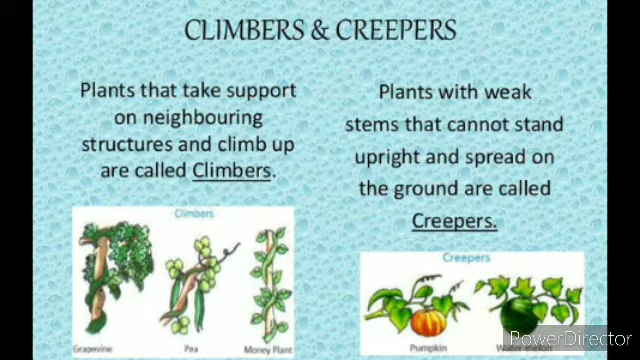 CLIMBERS & CREEPERS
Plants that take support
on neighbouring
structures and climb up
are called Climbers.
Climbers
Grapevine
Pea
Money Plant
Plants with weak
stems that cannot stand
upright and spread on
the ground are called
Creepers.
Creepers
Pumpkin
Water
PowerDirector